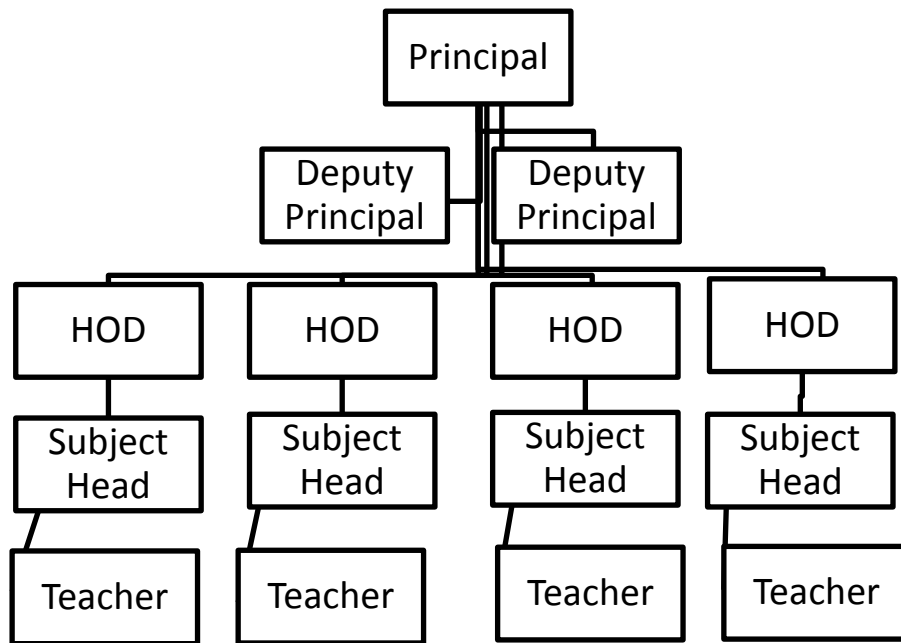 Principal
Deputy
Principal
Deputy
Principal
HOD
HOD
HOD
HOD
Subject
Head
Subject
Head
Subject
Head
Subject
Head
Teacher
Teacher
Teacher
Teacher